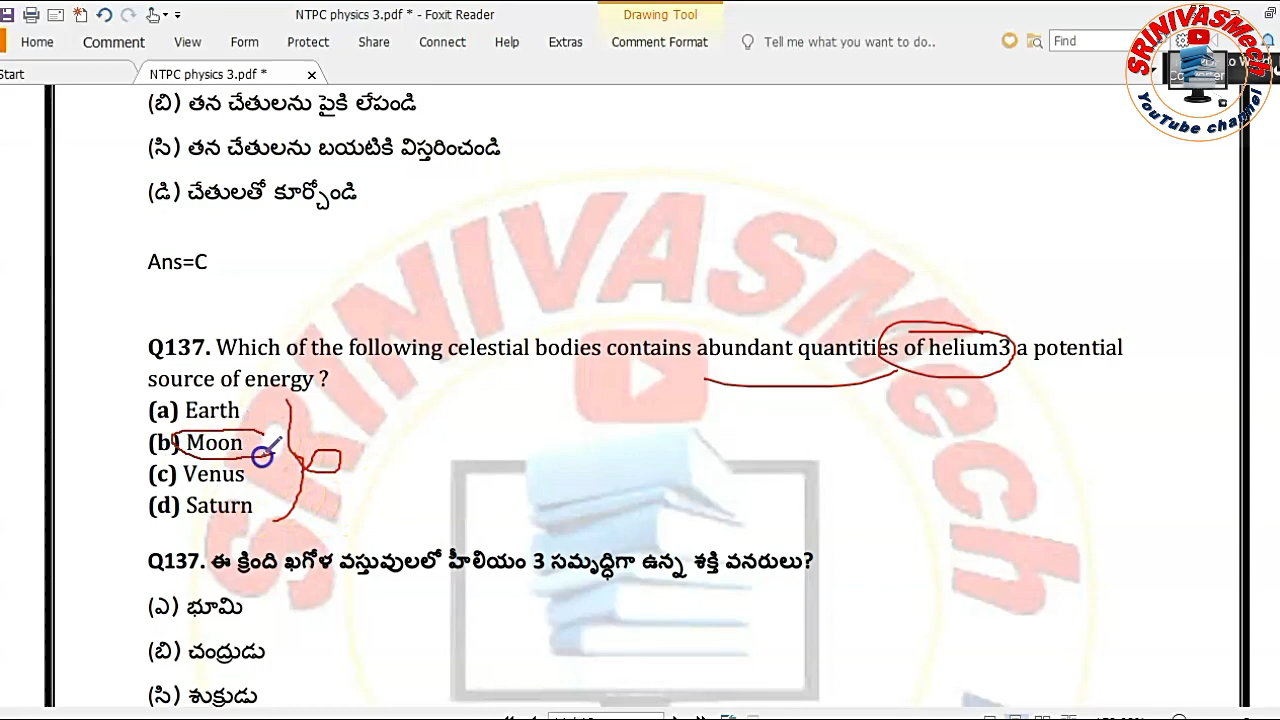 NTPC physics 3.pdf * - Foxit Reader
Drawing Tool
Home Comment View Form Protect Share Connect Help Extras Comment Format Tell me what you want to do.. Find
Start NTPC physics 3.pdf *
SRINIVASMech
YouTube channel
(బి) తన చేతులను పైకి లేపండి
(సి) తన చేతులను బయటికి విస్తరించండి
(డి) చేతులతో కూర్చోండి
Ans=C
Q137. Which of the following celestial bodies contains abundant quantities of helium3 a potential
source of energy ?
(a) Earth
(b) Moon
(c) Venus
(d) Saturn
Q137. ఈ క్రింది ఖగోళ వస్తువులలో హీలియం 3 సమృద్ధిగా ఉన్న శక్తి వనరులు?
(ఎ) భూమి
(బి) చంద్రుడు
(సి) శుక్రుడు
SRINIVASMech